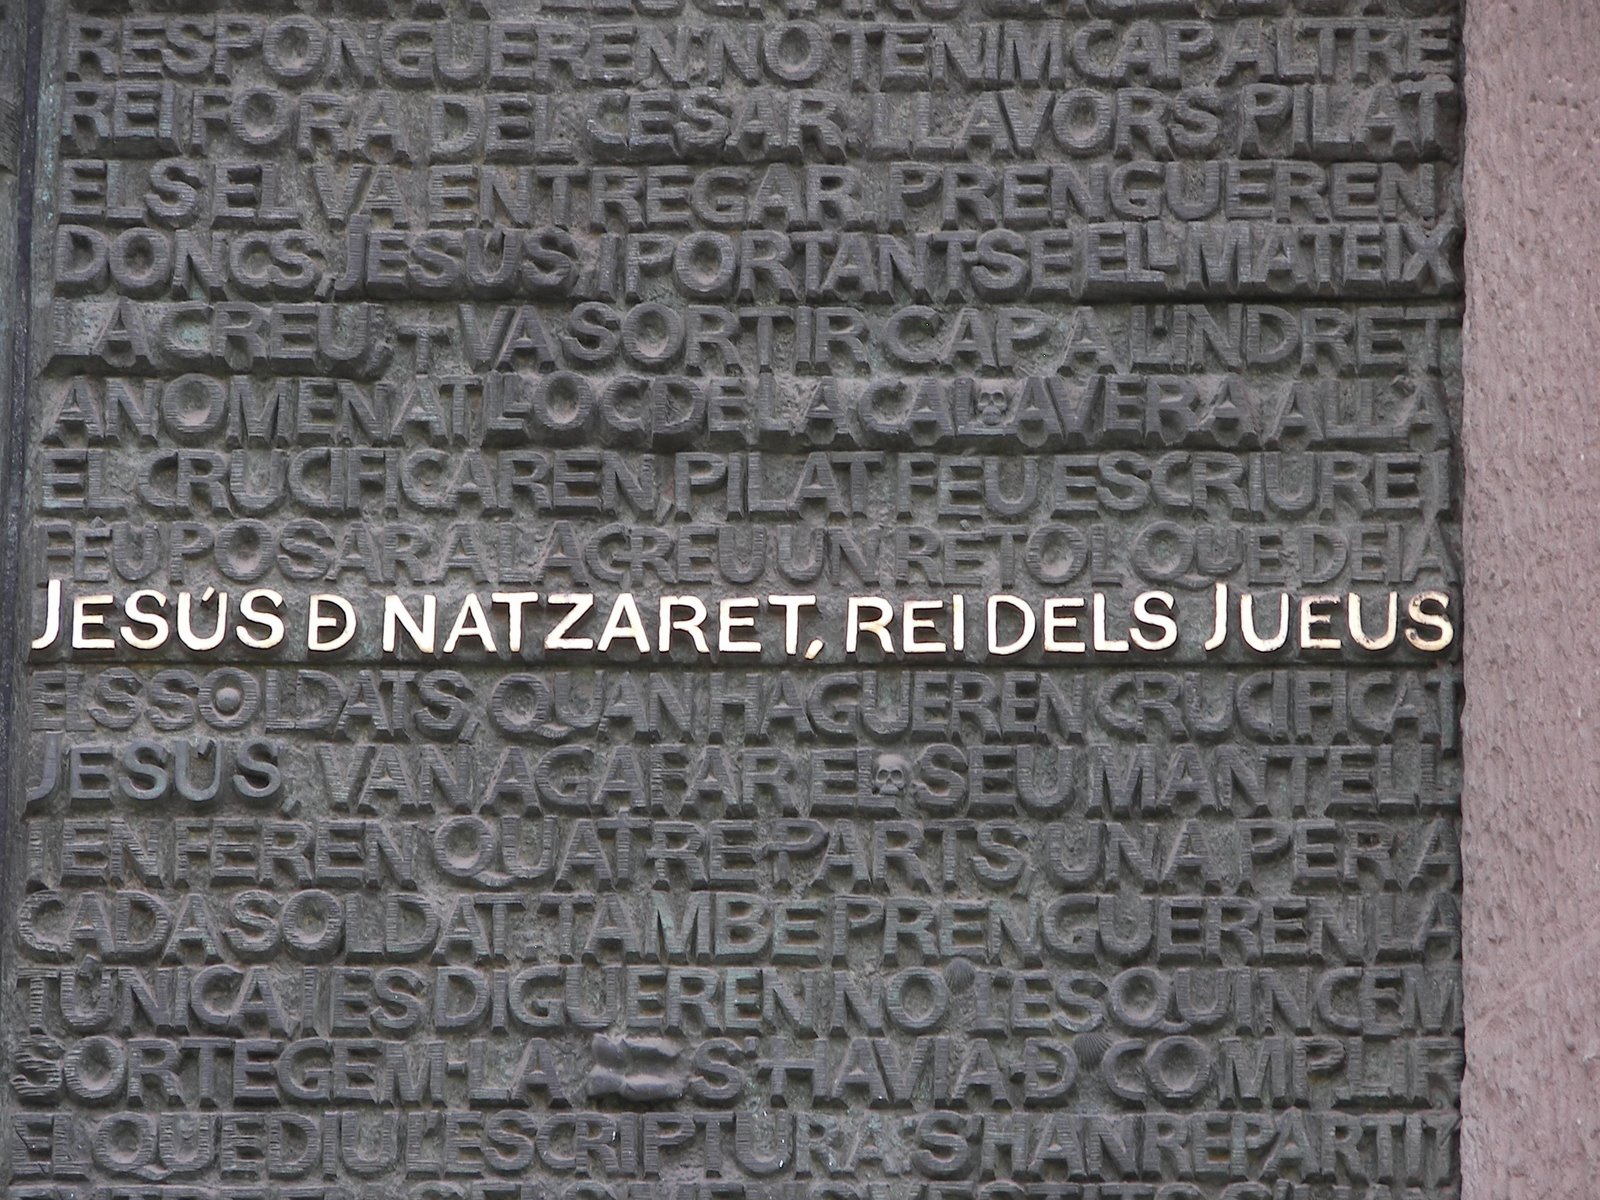 RESPONGUEREN: NO TENIM CAP ALTRE
REI FORA DEL CÈSAR. LLAVORS PILAT
ELS EL VA ENTREGAR. PRENGUEREN,
DONCS, JESÚS, I PORTANT-SE ELL MATEIX
LA CREU, VA SORTIR CAP A L'INDRET
ANOMENAT LLOC DE LA CALAVERA. ALLÀ
EL CRUCIFICAREN. PILAT FEU ESCRIURE I
FÉU POSAR A LA CREU UN RÈTOL QUE DEIA
JESÚS DE NATZARET, REI DELS JUEUS
ELS SOLDATS, QUAN HAGUEREN CRUCIFICAT
JESÚS, VAN AGAFAR EL SEU MANTELL
I EN FEREN QUATRE PARTS, UNA PER A
CADA SOLDAT. TAMBÉ PRENGUEREN LA
TÚNICA I ES DIGUEREN NO L'ESQUINCEM
SORTEGEM-LA S'HAVIA DE COMPLIR
EL QUE DIU L'ESCRIPTURA: S'HAN REPARTIT